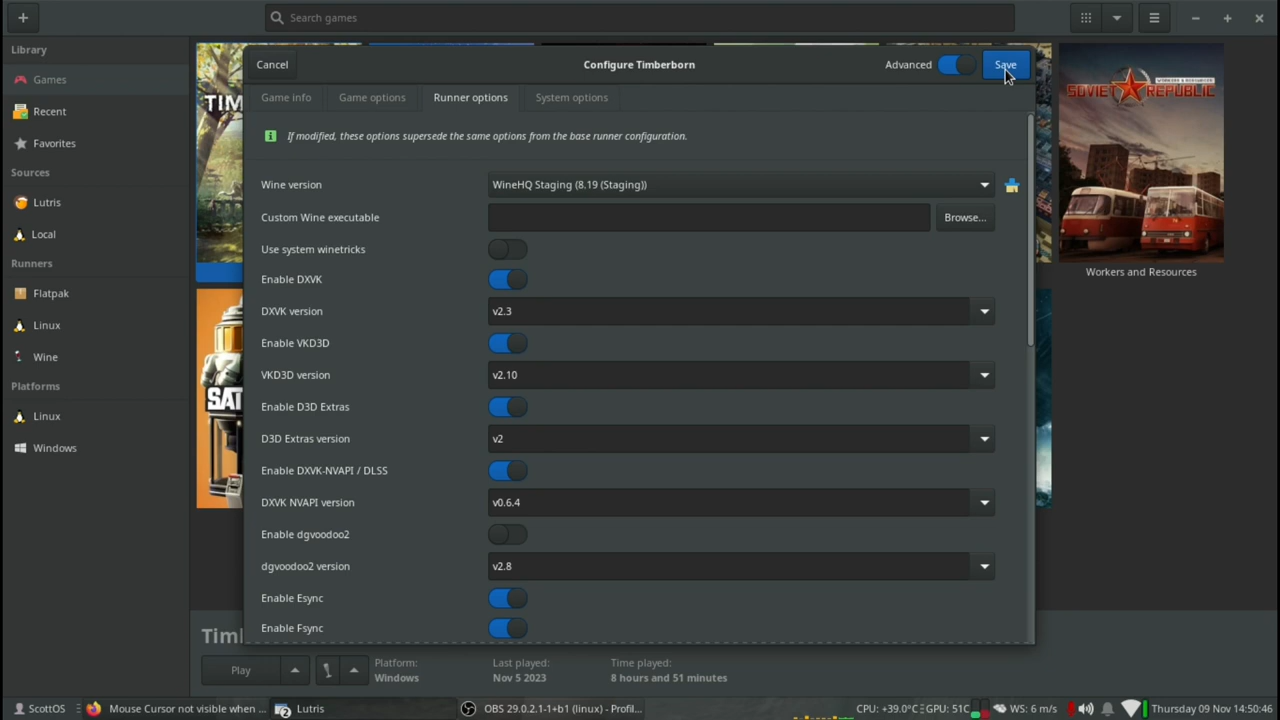 Search games
Library
Games
Recent
Favorites
Sources
Lutris
Local
Runners
Flatpak
Linux
Wine
Platforms
Linux
Windows
TIM
SAT
WORKERS & RESOURCES
SOVIET REPUBLIC
Workers and Resources
Cancel
Configure Timberborn
Advanced
Save
Game info
Game options
Runner options
System options
If modified, these options supersede the same options from the base runner configuration.
Wine version
WineHQ Staging (8.19 (Staging))
Custom Wine executable
Browse...
Use system winetricks
Enable DXVK
DXVK version
v2.3
Enable VKD3D
VKD3D version
v2.10
Enable D3D Extras
D3D Extras version
v2
Enable DXVK-NVAPI / DLSS
DXVK NVAPI version
v0.6.4
Enable dgvoodoo2
dgvoodoo2 version
v2.8
Enable Esync
Enable Fsync
Play
Platform:
Windows
Last played:
Nov 5 2023
Time played:
8 hours and 51 minutes
ScottOS
Mouse Cursor not visible when ...
2
Lutris
OBS 29.0.2.1-1+b1 (linux) - Profil...
CPU: +39.0°C
GPU: 51C
WS: 6 m/s
Thursday 09 Nov 14:50:46